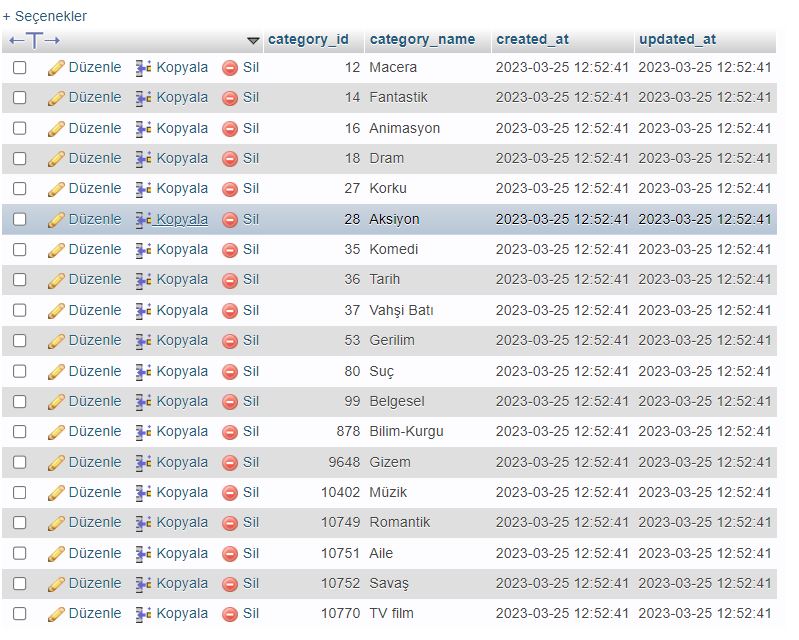 + Seçenekler
←T→ category_id category_name created_at updated_at
Düzenle Kopyala Sil 12 Macera 2023-03-25 12:52:41 2023-03-25 12:52:41
Düzenle Kopyala Sil 14 Fantastik 2023-03-25 12:52:41 2023-03-25 12:52:41
Düzenle Kopyala Sil 16 Animasyon 2023-03-25 12:52:41 2023-03-25 12:52:41
Düzenle Kopyala Sil 18 Dram 2023-03-25 12:52:41 2023-03-25 12:52:41
Düzenle Kopyala Sil 27 Korku 2023-03-25 12:52:41 2023-03-25 12:52:41
Düzenle Kopyala Sil 28 Aksiyon 2023-03-25 12:52:41 2023-03-25 12:52:41
Düzenle Kopyala Sil 35 Komedi 2023-03-25 12:52:41 2023-03-25 12:52:41
Düzenle Kopyala Sil 36 Tarih 2023-03-25 12:52:41 2023-03-25 12:52:41
Düzenle Kopyala Sil 37 Vahşi Batı 2023-03-25 12:52:41 2023-03-25 12:52:41
Düzenle Kopyala Sil 53 Gerilim 2023-03-25 12:52:41 2023-03-25 12:52:41
Düzenle Kopyala Sil 80 Suç 2023-03-25 12:52:41 2023-03-25 12:52:41
Düzenle Kopyala Sil 99 Belgesel 2023-03-25 12:52:41 2023-03-25 12:52:41
Düzenle Kopyala Sil 878 Bilim-Kurgu 2023-03-25 12:52:41 2023-03-25 12:52:41
Düzenle Kopyala Sil 9648 Gizem 2023-03-25 12:52:41 2023-03-25 12:52:41
Düzenle Kopyala Sil 10402 Müzik 2023-03-25 12:52:41 2023-03-25 12:52:41
Düzenle Kopyala Sil 10749 Romantik 2023-03-25 12:52:41 2023-03-25 12:52:41
Düzenle Kopyala Sil 10751 Aile 2023-03-25 12:52:41 2023-03-25 12:52:41
Düzenle Kopyala Sil 10752 Savaş 2023-03-25 12:52:41 2023-03-25 12:52:41
Düzenle Kopyala Sil 10770 TV film 2023-03-25 12:52:41 2023-03-25 12:52:41